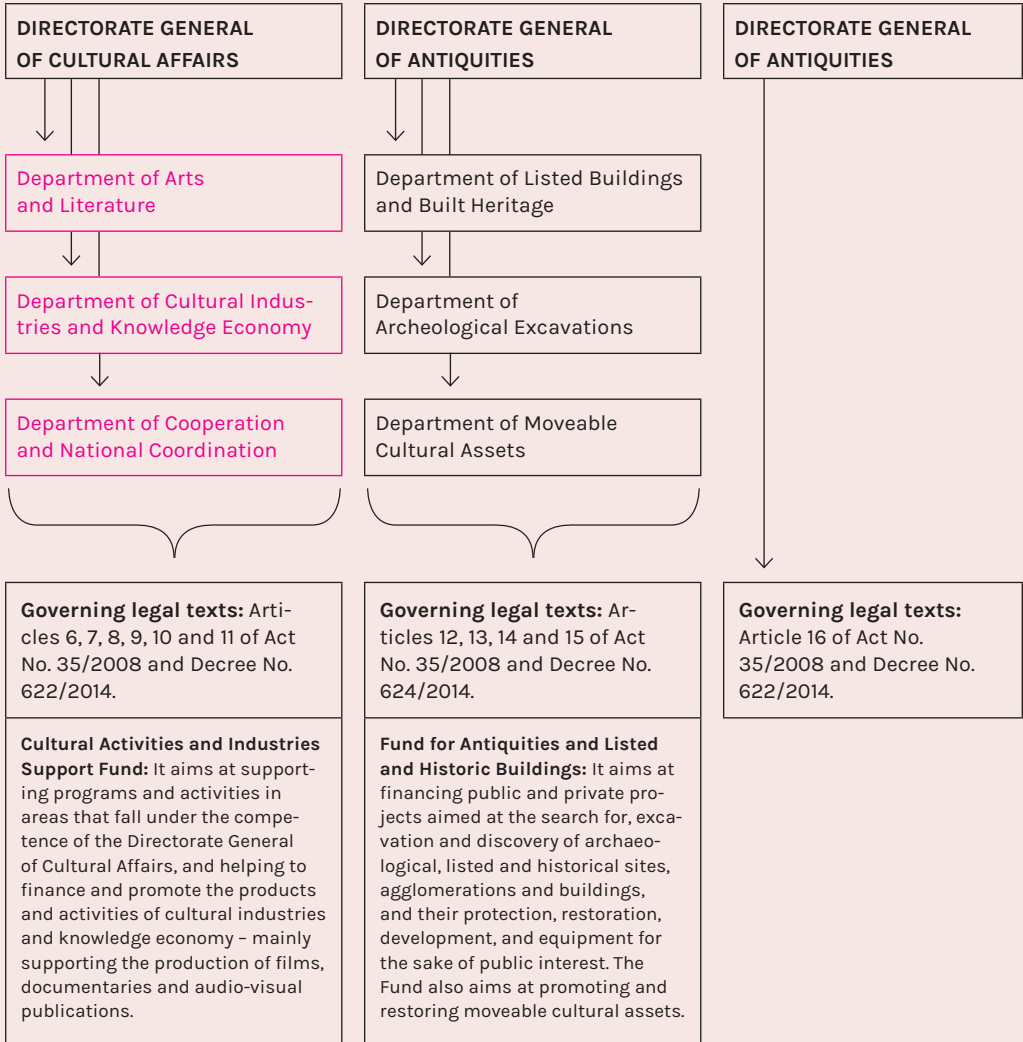 DIRECTORATE GENERAL
OF CULTURAL AFFAIRS
Department of Arts
and Literature
Department of Cultural Indus-
tries and Knowledge Economy
Department of Cooperation
and National Coordination
Governing legal texts: Arti-
cles 6, 7, 8, 9, 10 and 11 of Act
No. 35/2008 and Decree No.
622/2014.
Cultural Activities and Industries
Support Fund: It aims at support-
ing programs and activities in
areas that fall under the compe-
tence of the Directorate General
of Cultural Affairs, and helping to
finance and promote the products
and activities of cultural industries
and knowledge economy – mainly
supporting the production of films,
documentaries and audio-visual
publications.
DIRECTORATE GENERAL
OF ANTIQUITIES
Department of Listed Buildings
and Built Heritage
Department of
Archeological Excavations
Department of Moveable
Cultural Assets
Governing legal texts: Ar-
ticles 12, 13, 14 and 15 of Act
No. 35/2008 and Decree No.
624/2014.
Fund for Antiquities and Listed
and Historic Buildings: It aims at
financing public and private pro-
jects aimed at the search for, exca-
vation and discovery of archaeo-
logical, listed and historical sites,
agglomerations and buildings,
and their protection, restoration,
development, and equipment for
the sake of public interest. The
Fund also aims at promoting and
restoring moveable cultural assets.
DIRECTORATE GENERAL
OF ANTIQUITIES
Governing legal texts:
Article 16 of Act No.
35/2008 and Decree No.
622/2014.